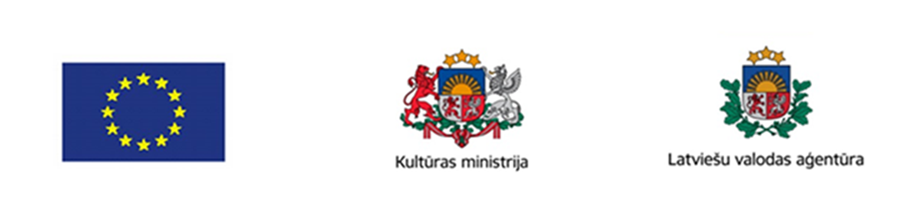 Kultūras ministrija
Latviešu valodas aģentūra